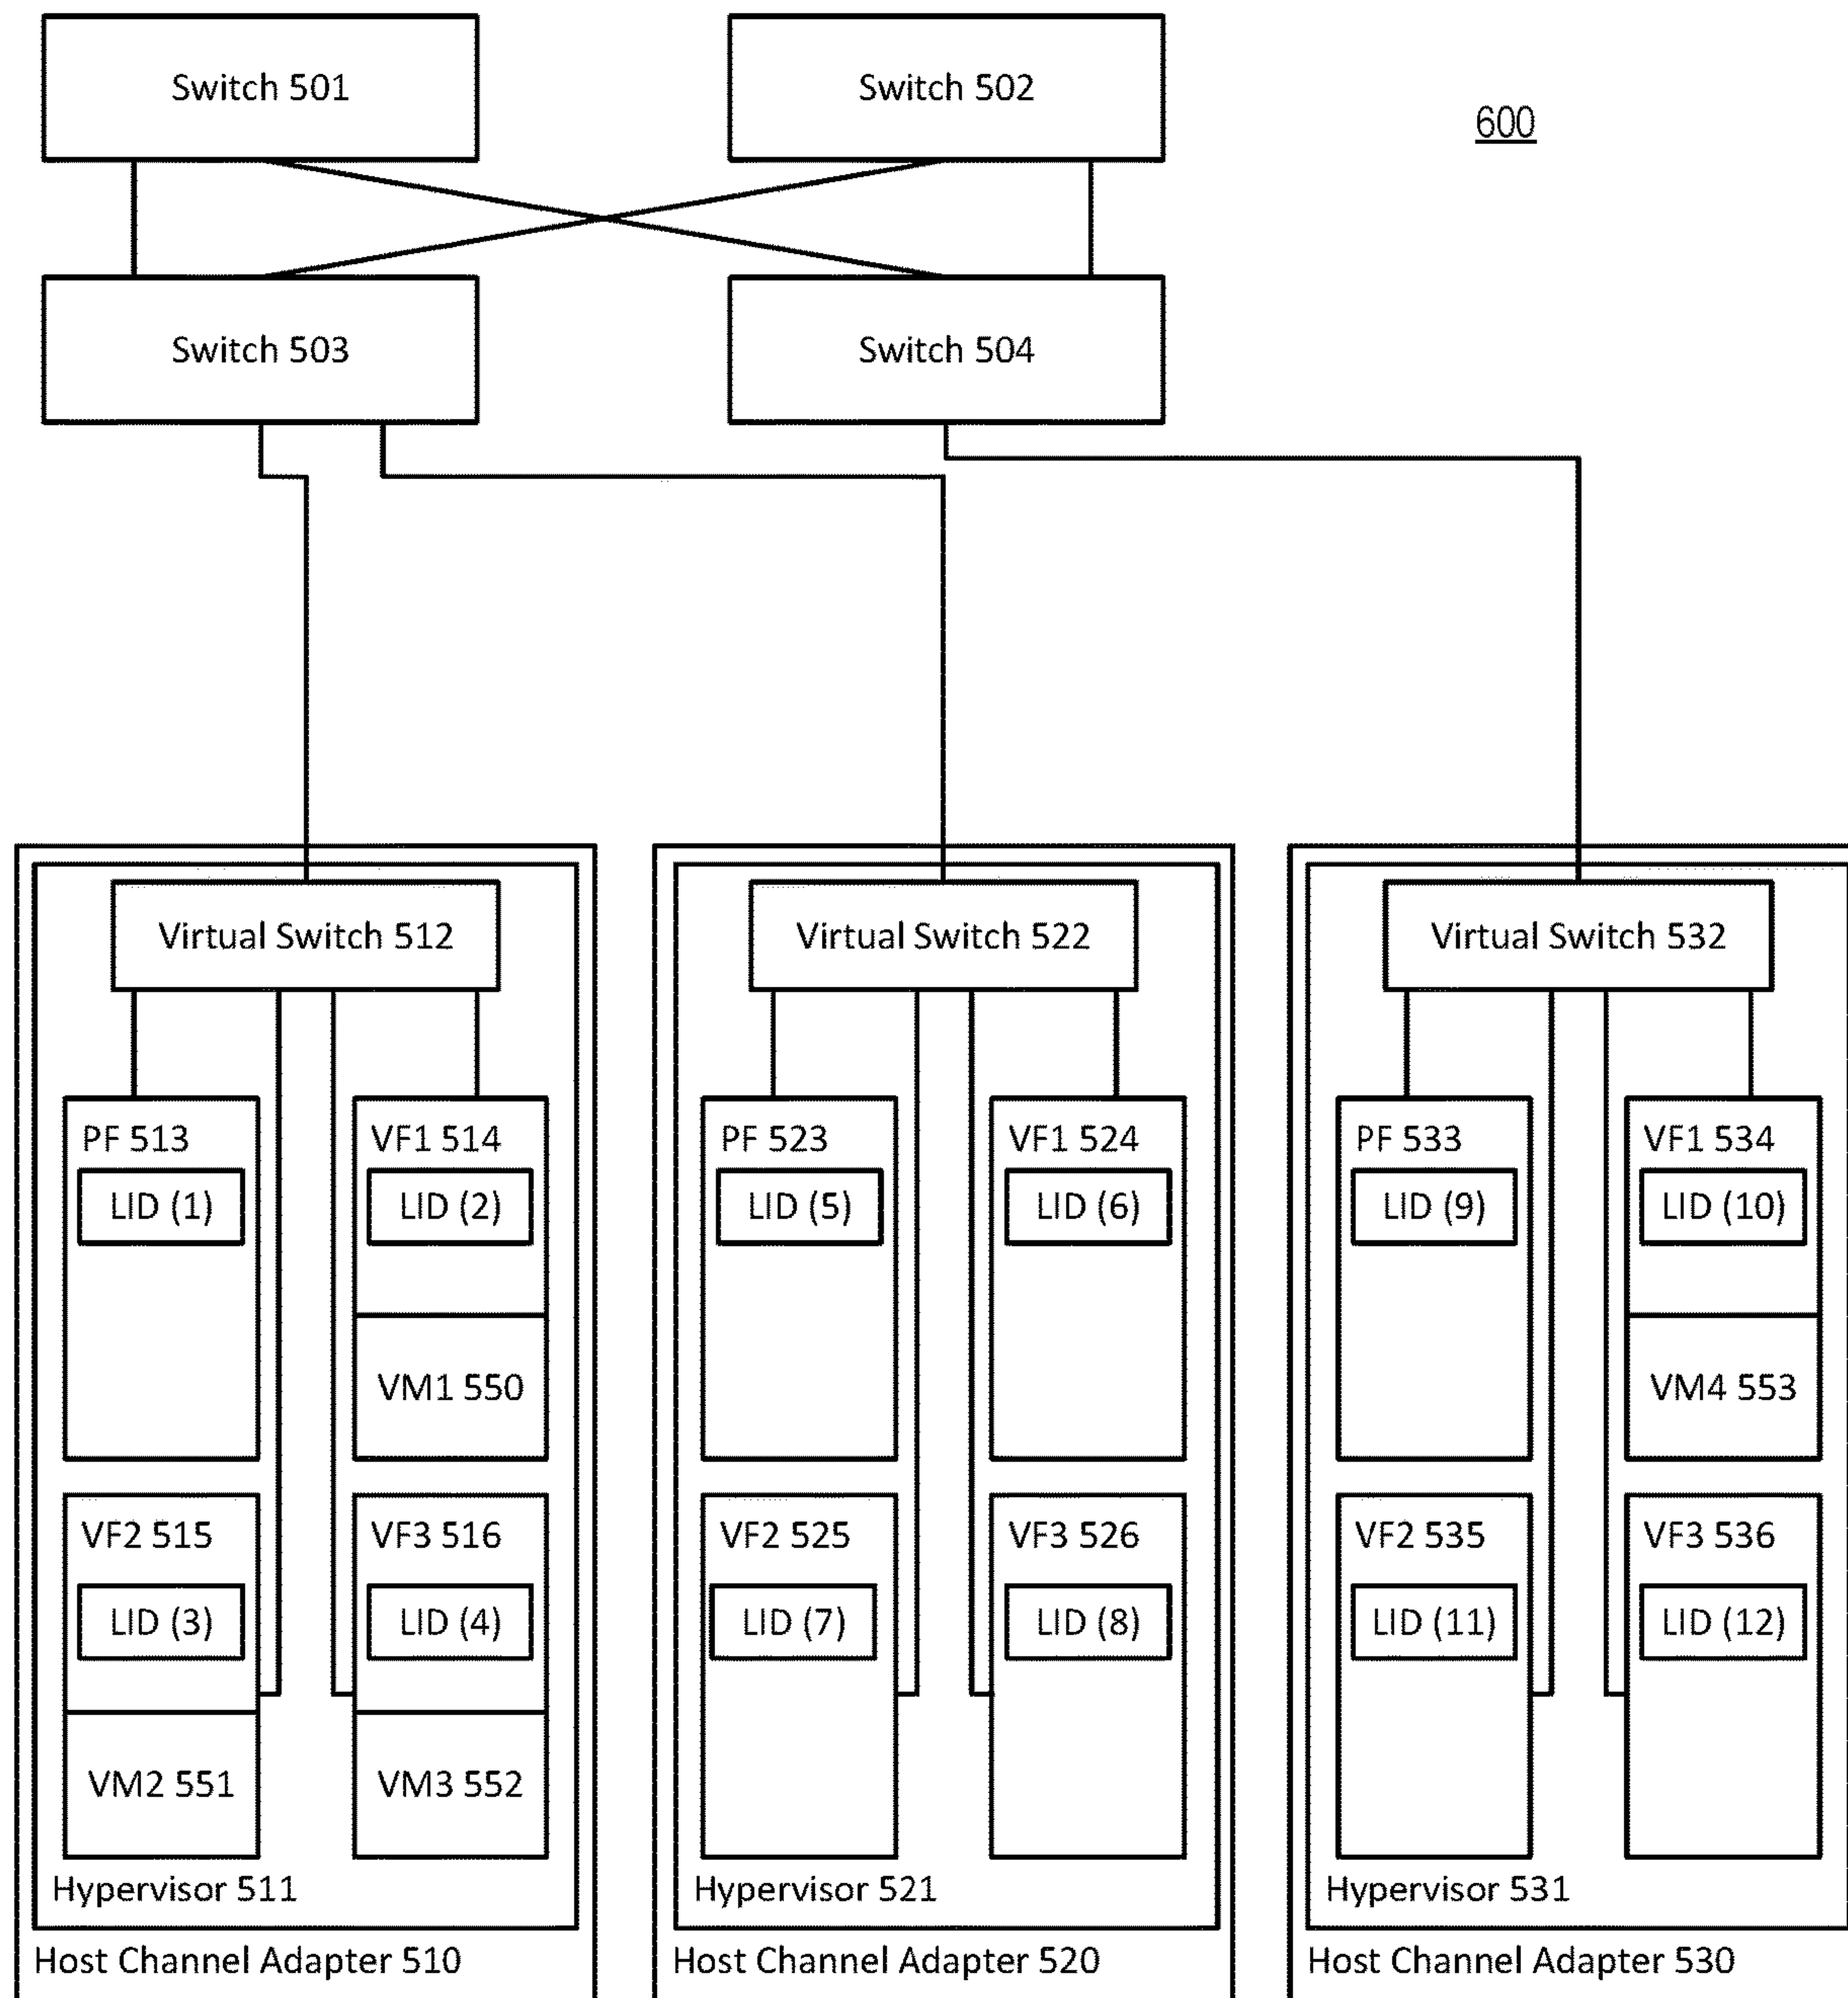 Switch 501
Switch 502
600
Switch 503
Switch 504
Virtual Switch 512
Virtual Switch 522
Virtual Switch 532
PF 513
LID (1)
VF1 514
LID (2)
VM1 550
VF2 515
LID (3)
VM2 551
VF3 516
LID (4)
VM3 552
Hypervisor 511
Host Channel Adapter 510
PF 523
LID (5)
VF1 524
LID (6)
VF2 525
LID (7)
VF3 526
LID (8)
Hypervisor 521
Host Channel Adapter 520
PF 533
LID (9)
VF1 534
LID (10)
VM4 553
VF2 535
LID (11)
VF3 536
LID (12)
Hypervisor 531
Host Channel Adapter 530